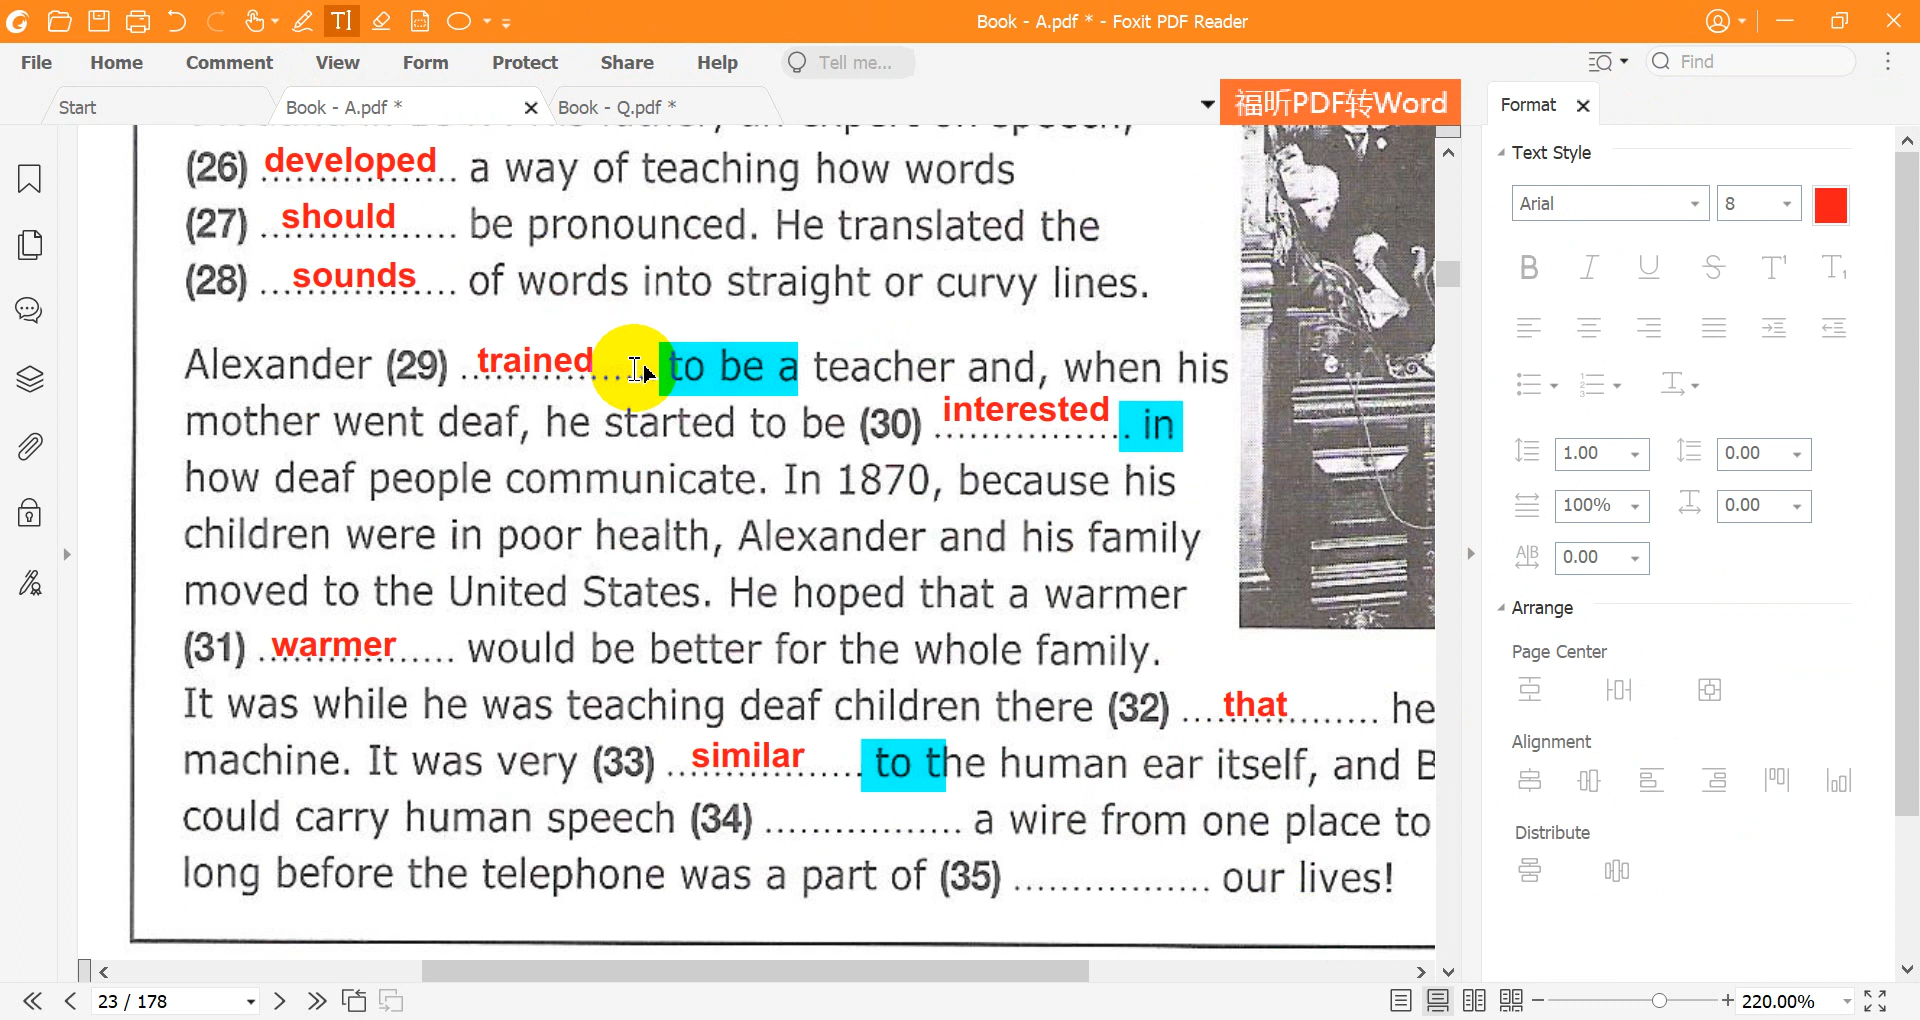 Book - A.pdf * - Foxit PDF Reader
File Home Comment View Form Protect Share Help Tell me... Find
Start Book - A.pdf * Book - Q.pdf * 福昕PDF转Word Format
(26) developed a way of teaching how words
(27) should be pronounced. He translated the
(28) sounds of words into straight or curvy lines.
Alexander (29) trained to be a teacher and, when his
mother went deaf, he started to be (30) interested in
how deaf people communicate. In 1870, because his
children were in poor health, Alexander and his family
moved to the United States. He hoped that a warmer
(31) warmer would be better for the whole family.
It was while he was teaching deaf children there (32) that he
machine. It was very (33) similar to the human ear itself, and B
could carry human speech (34) ................. a wire from one place to
long before the telephone was a part of (35) ................. our lives!
Text Style
Arial 8
1.00 0.00
100% 0.00
0.00
Arrange
Page Center
Alignment
Distribute
23 / 178 220.00%